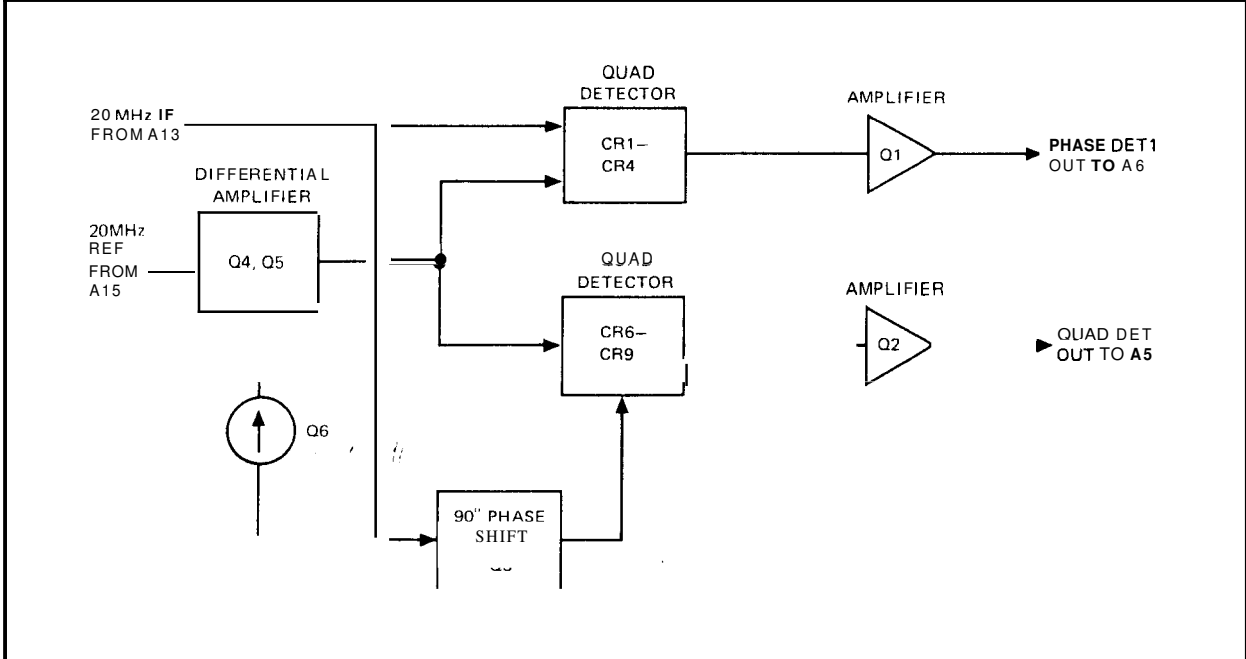 20 MHz IF
FROM A13
DIFFERENTIAL
AMPLIFIER
20MHz
REF
FROM
A15
Q4, Q5
Q6
QUAD
DETECTOR
CR1–
CR4
QUAD
DETECTOR
CR6–
CR9
90" PHASE
SHIFT
AMPLIFIER
Q1
PHASE DET1
OUT TO A6
AMPLIFIER
Q2
QUAD DET
OUT TO A5